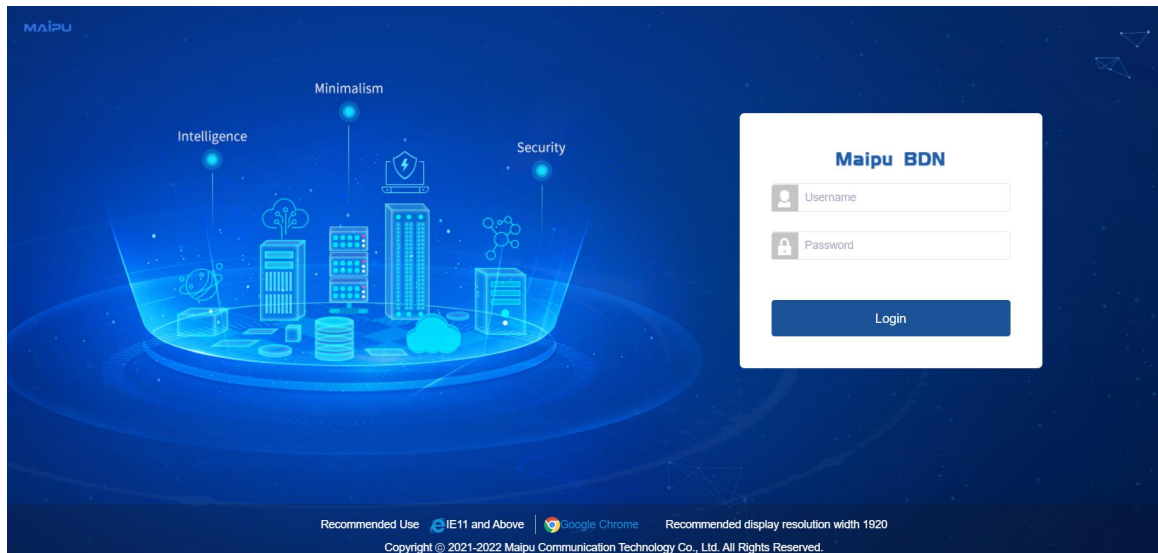 MAIPU
Minimalism
Intelligence
Security
Maipu BDN
Username
Password
Login
Recommended Use IE11 and Above Google Chrome Recommended display resolution width 1920
Copyright © 2021-2022 Maipu Communication Technology Co., Ltd. All Rights Reserved.